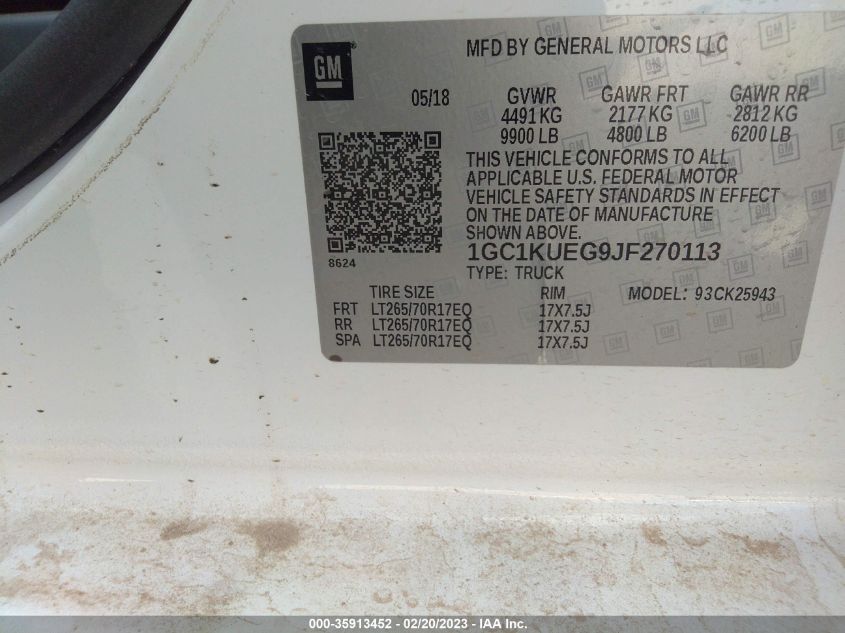 GM
MFD BY GENERAL MOTORS LLC
05/18 GVWR GAWR FRT GAWR RR
4491 KG 2177 KG 2812 KG
9900 LB 4800 LB 6200 LB
THIS VEHICLE CONFORMS TO ALL
APPLICABLE U.S. FEDERAL MOTOR
VEHICLE SAFETY STANDARDS IN EFFECT
ON THE DATE OF MANUFACTURE
SHOWN ABOVE.
8624
1GC1KUEG9JF270113
TYPE: TRUCK
TIRE SIZE RIM MODEL: 93CK25943
FRT LT265/70R17EQ 17X7.5J
RR LT265/70R17EQ 17X7.5J
SPA LT265/70R17EQ 17X7.5J
000-35913452 - 02/20/2023 - 1 OF 1